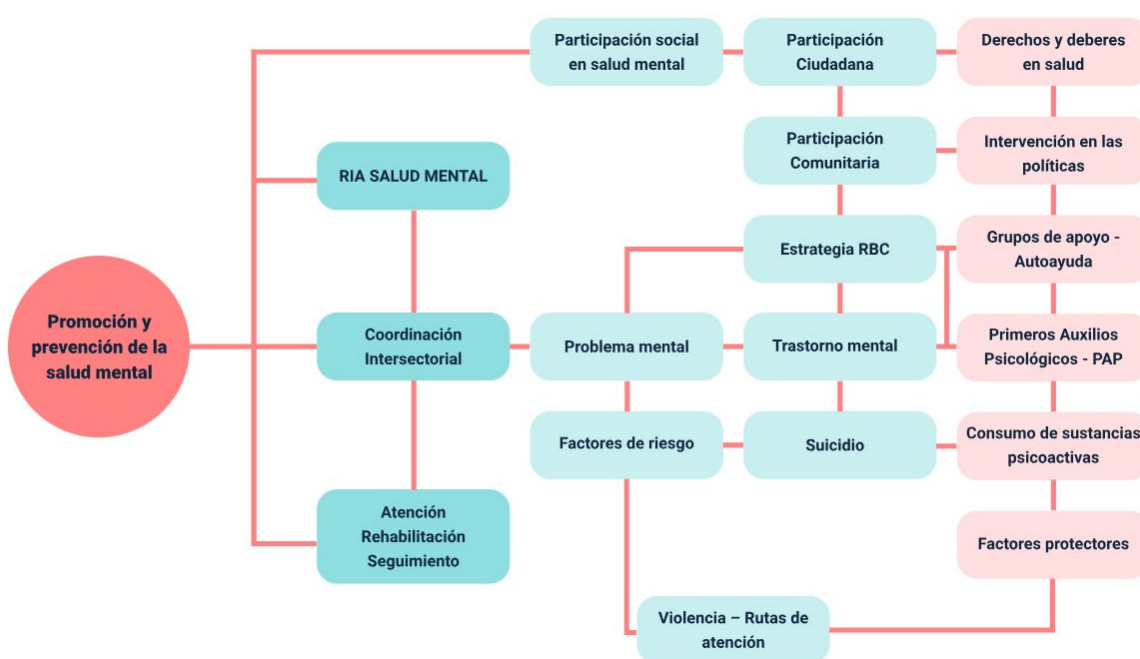 Participación social
en salud mental
Participación
Ciudadana
Derechos y deberes
en salud
Participación
Comunitaria
Intervención en las
políticas
RIA SALUD MENTAL
Estrategia RBC
Grupos de apoyo -
Autoayuda
Promoción y
prevención de la
salud mental
Coordinación
Intersectorial
Problema mental
Trastorno mental
Primeros Auxilios
Psicológicos - PAP
Factores de riesgo
Suicidio
Consumo de sustancias
psicoactivas
Atención
Rehabilitación
Seguimiento
Factores protectores
Violencia – Rutas de
atención